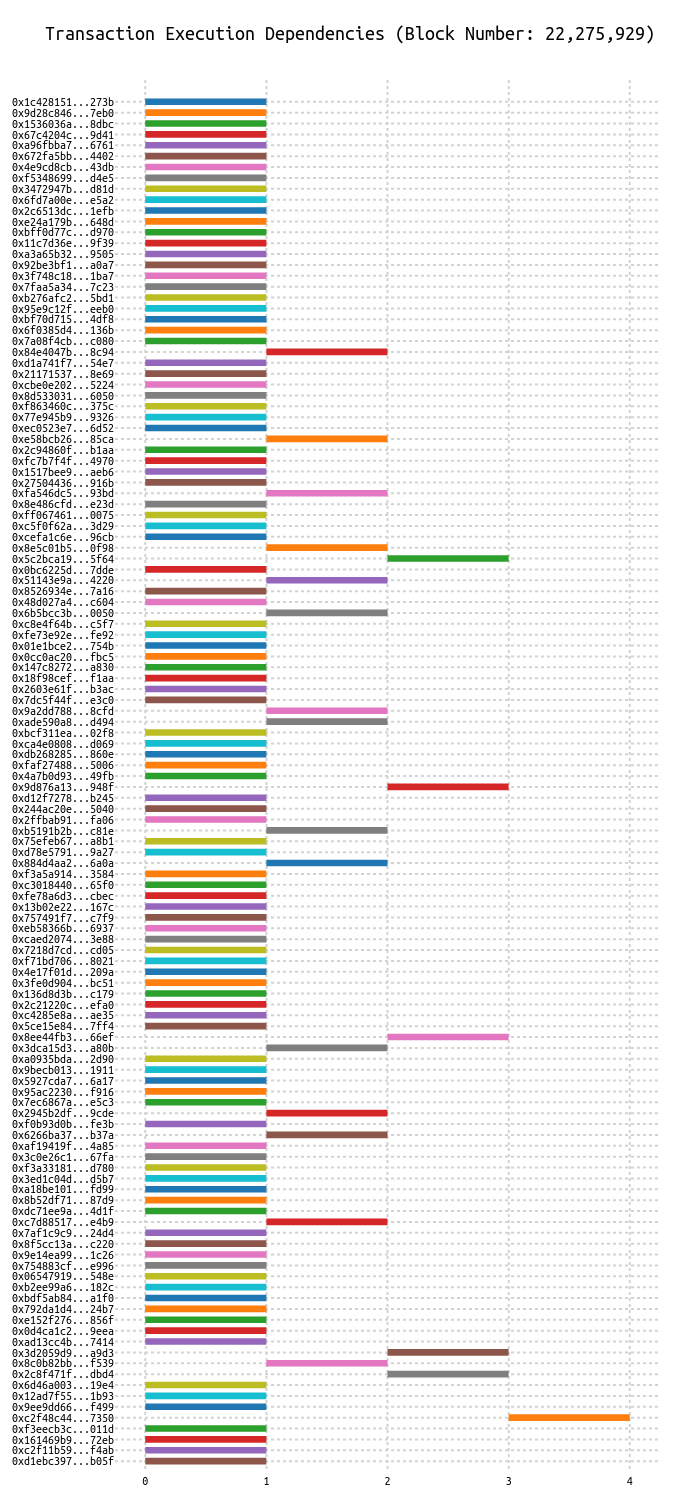 Transaction Execution Dependencies (Block Number: 22,275,929)
0x1c428151...273b
0x9d28c846...7eb0
0x1536036a...8dbc
0x67c4204c...9d41
0xa96fbba7...6761
0x672fa5bb...4402
0x4e9cd8cb...43db
0xf5348699...d4e5
0x3472947b...d81d
0x6fd7a00e...e5a2
0x2c6513dc...1efb
0xe24a179b...648d
0xbff0d77c...d970
0x11c7d36e...9f39
0xa3a65b32...9505
0x92be3bf1...a0a7
0x3f748c18...1ba7
0x7faa5a34...7c23
0xb276afc2...5bd1
0x95e9c12f...eeb0
0xbf70d715...4df8
0x6f0385d4...136b
0x7a08f4cb...c080
0x84e4047b...8c94
0xd1a741f7...54e7
0x21171537...8e69
0xcbe0e202...5224
0x8d533031...6050
0xf863460c...375c
0x77e945b9...9326
0xec0523e7...6d52
0xe58bcb26...85ca
0x2c94860f...b1aa
0xfc7b7f4f...4970
0x1517bee9...aeb6
0x27504436...916b
0xfa546dc5...93bd
0x8e486cfd...e23d
0xff067461...0075
0xc5f0f62a...3d29
0xcefa1c6e...96cb
0x8e5c01b5...0f98
0x5c2bca19...5f64
0x0bc6225d...7dde
0x51143e9a...4220
0x8526934e...7a16
0x48d027a4...c604
0x6b5bcc3b...0050
0xc8e4f64b...c5f7
0xfe73e92e...fe92
0x01e1bce2...754b
0x0cc0ac20...fbc5
0x147c8272...a830
0x18f98cef...f1aa
0x2603e61f...b3ac
0x7dc5f44f...e3c0
0x9a2dd788...8cfd
0xade590a8...d494
0xbcf311ea...02f8
0xca4e0808...d069
0xdb268285...860e
0xfaf27488...5006
0x4a7b0d93...49fb
0x9d876a13...948f
0xd12f7278...b245
0x244ac20e...5040
0x2ffbab91...fa06
0xb5191b2b...c81e
0x75efeb67...a8b1
0xd78e5791...9a27
0x884d4aa2...6a0a
0xf3a5a914...3584
0xc3018440...65f0
0xfe78a6d3...cbec
0x13b02e22...167c
0x757491f7...c7f9
0xeb58366b...6937
0xcaed2074...3e88
0x7218d7cd...cd05
0xf71bd706...8021
0x4e17f01d...209a
0x3fe0d904...bc51
0x136d8d3b...c179
0x2c21220c...efa0
0xc4285e8a...ae35
0x5ce15e84...7ff4
0x8ee44fb3...66ef
0x3dca15d3...a80b
0xa0935bda...2d90
0x9becb013...1911
0x5927cda7...6a17
0x95ac2230...f916
0x7ec6867a...e5c3
0x2945b2df...9cde
0xf0b93d0b...fe3b
0x6266ba37...b37a
0xaf19419f...4a85
0x3c0e26c1...67fa
0xf3a33181...d780
0x3ed1c04d...d5b7
0xa18be101...fd99
0x8b52df71...87d9
0xdc71ee9a...4d1f
0xc7d88517...e4b9
0x7af1c9c9...24d4
0x8f5cc13a...c220
0x9e14ea99...1c26
0x754883cf...e996
0x06547919...548e
0xb2ee99a6...182c
0xbdf5ab84...a1f0
0x792da1d4...24b7
0xe152f276...856f
0x0d4ca1c2...9eea
0xad13cc4b...7414
0x3d2059d9...a9d3
0x8c0b82bb...f539
0x2c8f471f...dbd4
0x6d46a003...19e4
0x12ad7f55...1b93
0x9ee9dd66...f499
0xc2f48c44...7350
0xf3eecb3c...011d
0x161469b9...72eb
0xc2f11b59...f4ab
0xd1ebc397...b05f
0 1 2 3 4